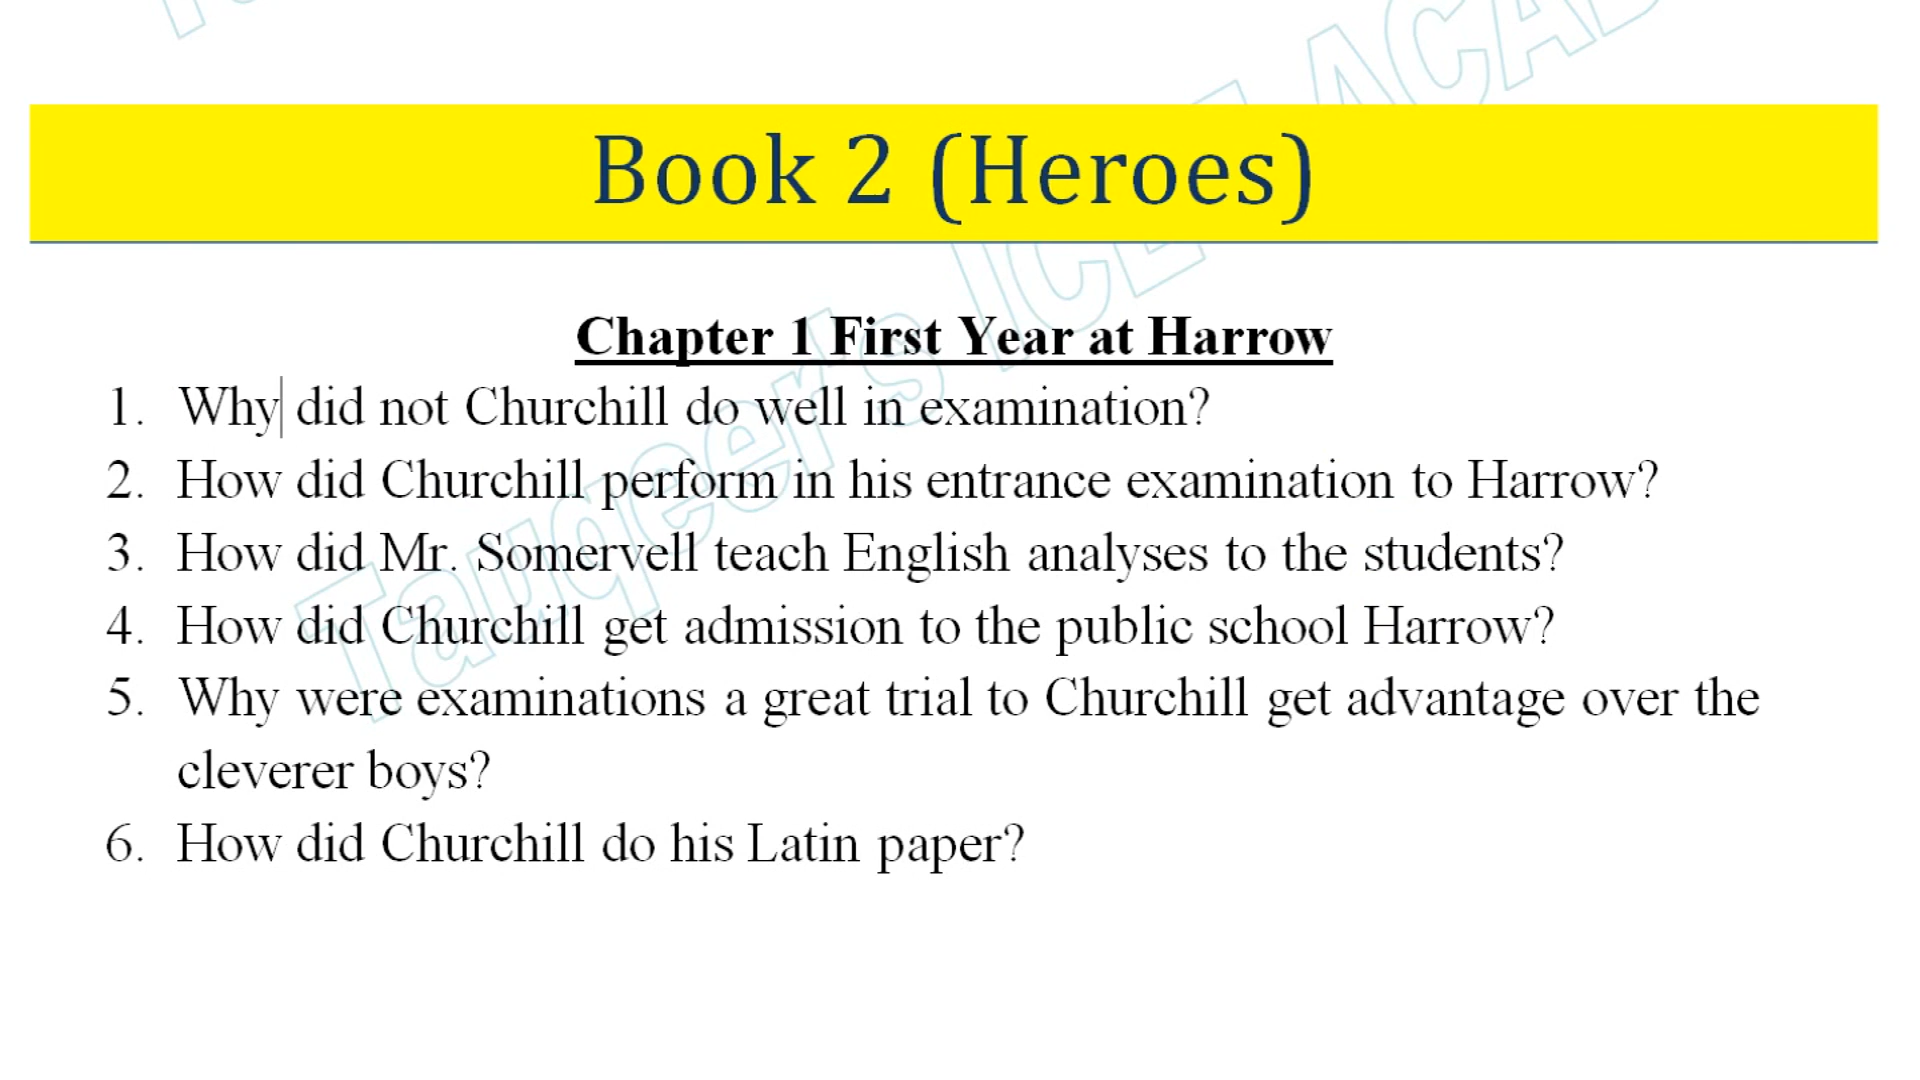 Book 2 (Heroes)
Chapter 1 First Year at Harrow
1. Why did not Churchill do well in examination?
2. How did Churchill perform in his entrance examination to Harrow?
3. How did Mr. Somervell teach English analyses to the students?
4. How did Churchill get admission to the public school Harrow?
5. Why were examinations a great trial to Churchill get advantage over the
cleverer boys?
6. How did Churchill do his Latin paper?
Tauqeer's ICE ACAD